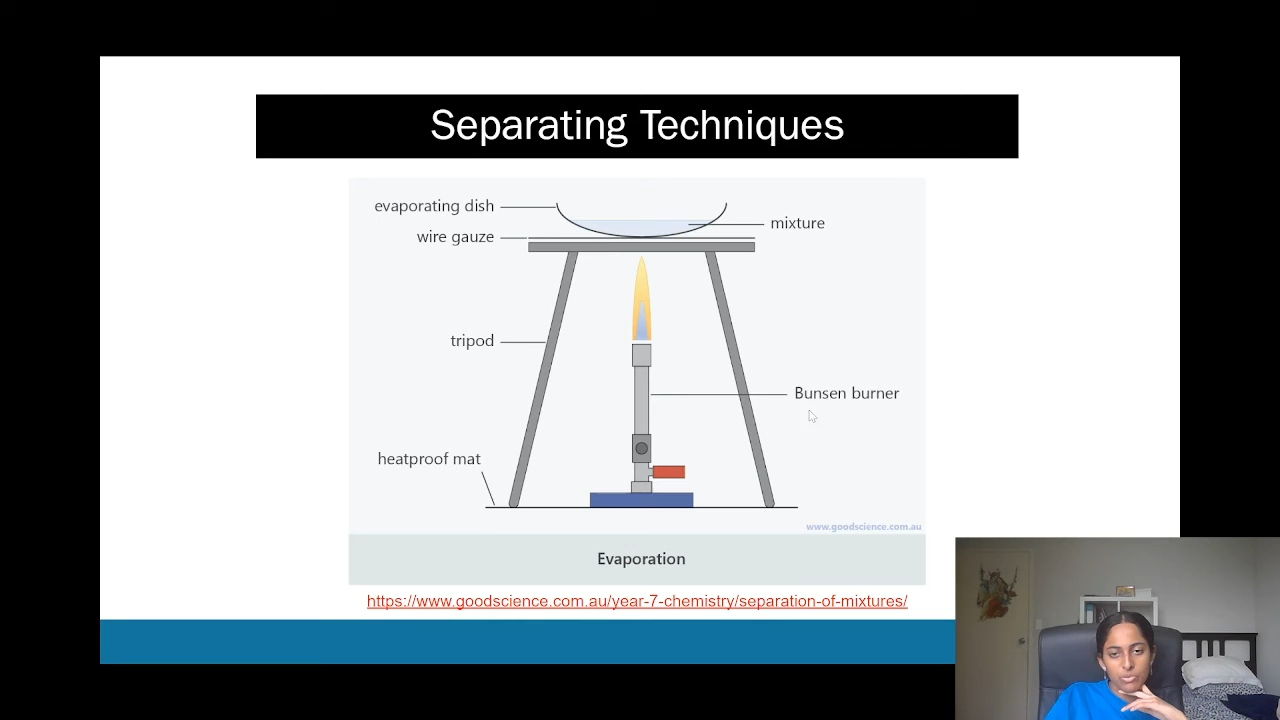 Separating Techniques
evaporating dish
mixture
wire gauze
tripod
Bunsen burner
heatproof mat
www.goodscience.com.au
Evaporation
https://www.goodscience.com.au/year-7-chemistry/separation-of-mixtures/